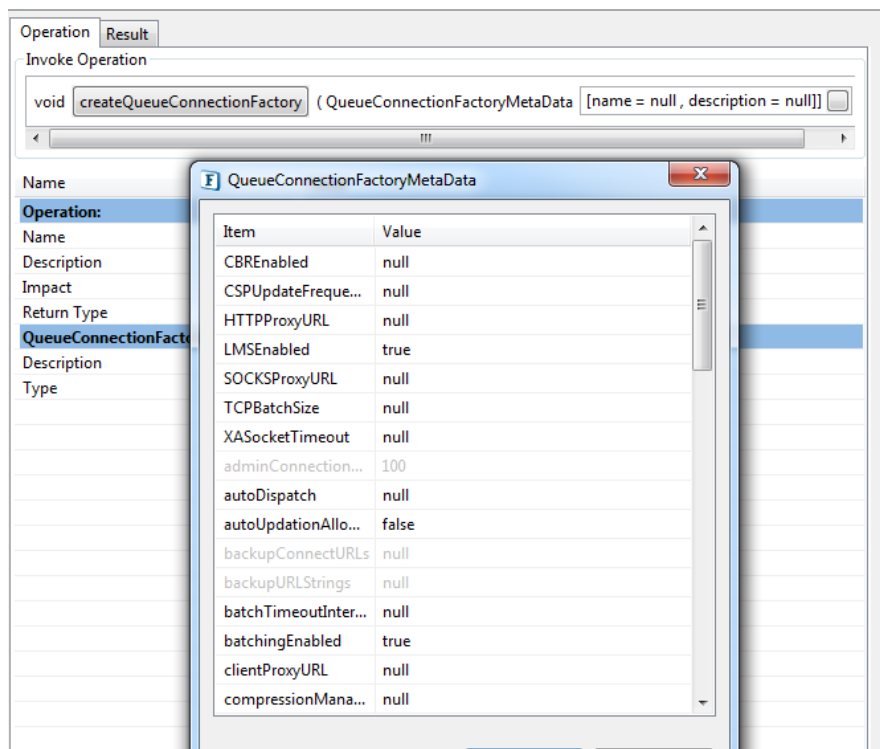 Operation Result
Invoke Operation
void createQueueConnectionFactory ( QueueConnectionFactoryMetaData [name = null , description = null]]
Name
Operation:
Name
Description
Impact
Return Type
QueueConnectionFact
Description
Type
QueueConnectionFactoryMetaData
Item Value
CBREnabled null
CSPUpdateFreque... null
HTTPProxyURL null
LMSEnabled true
SOCKSProxyURL null
TCPBatchSize null
XASocketTimeout null
adminConnection... 100
autoDispatch null
autoUpdationAllo... false
backupConnectURLs null
backupURLStrings null
batchTimeoutInter... null
batchingEnabled true
clientProxyURL null
compressionMana... null